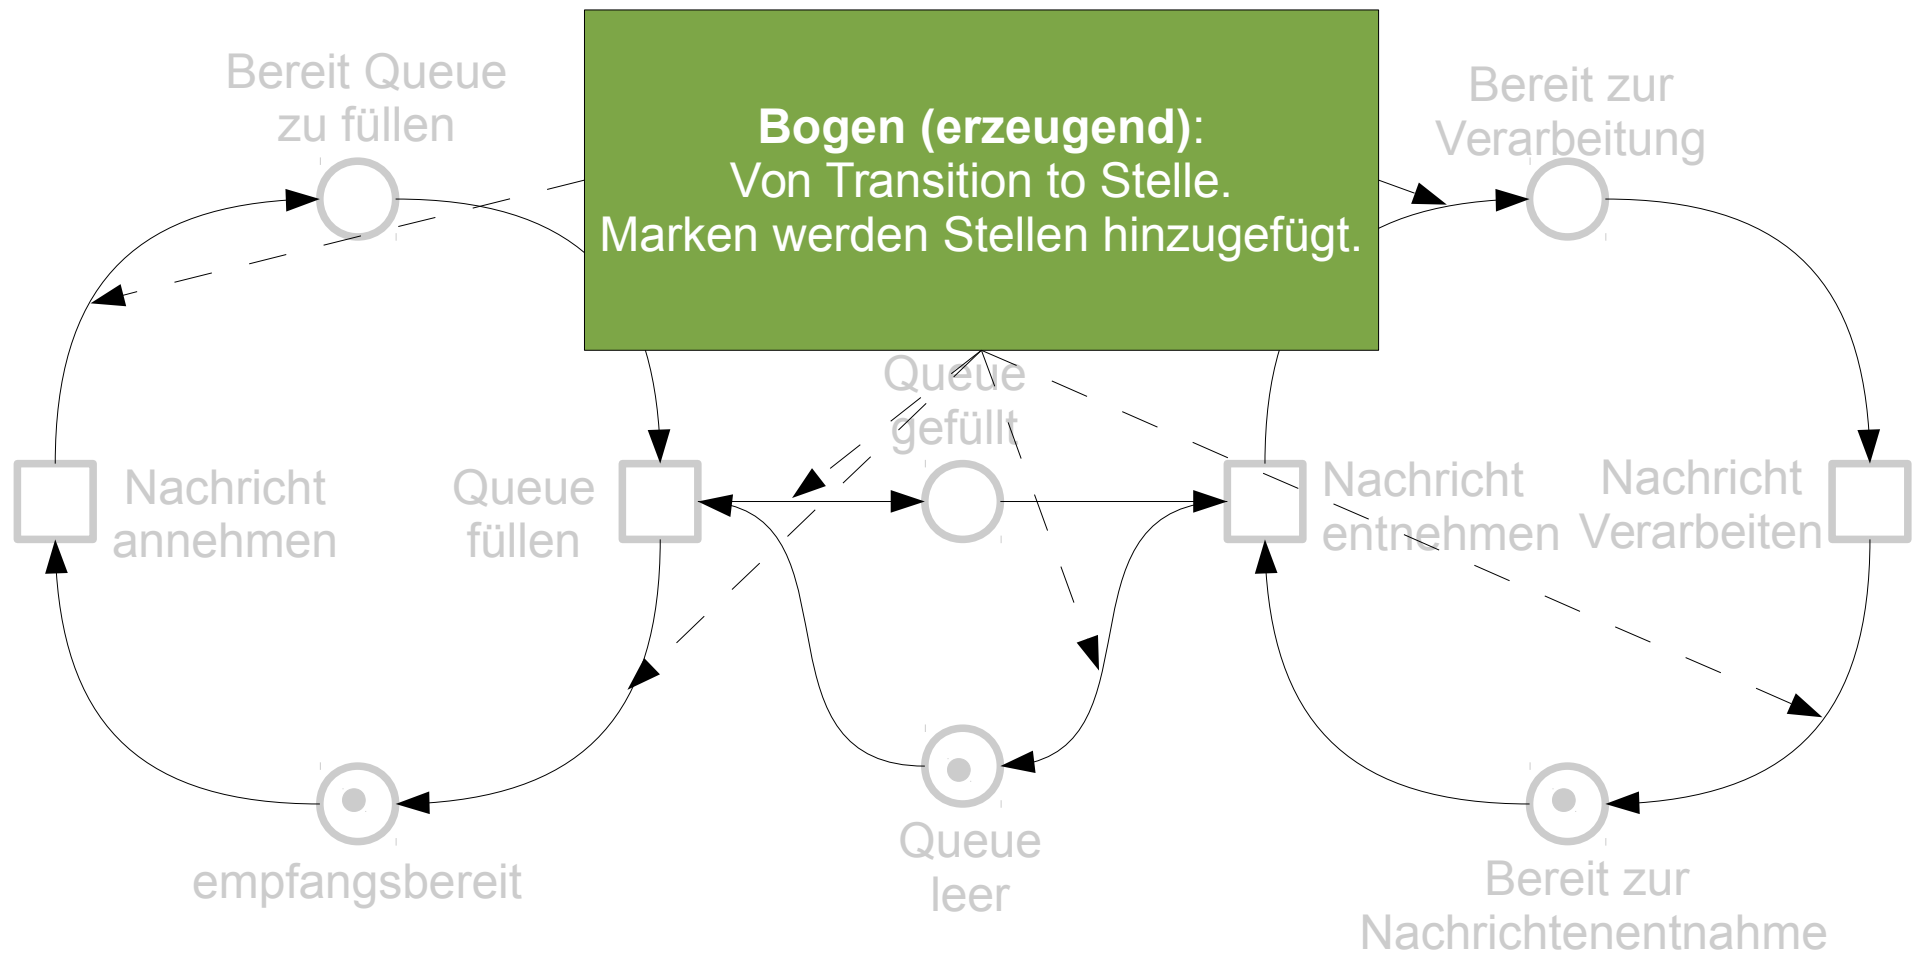 Bereit Queue
zu füllen
Bogen (erzeugend):
Von Transition to Stelle.
Marken werden Stellen hinzugefügt.
Bereit zur
Verarbeitung
Queue
gefüllt
Nachricht
annehmen
Queue
füllen
Nachricht
entnehmen
Nachricht
Verarbeiten
empfangsbereit
Queue
leer
Bereit zur
Nachrichtenentnahme